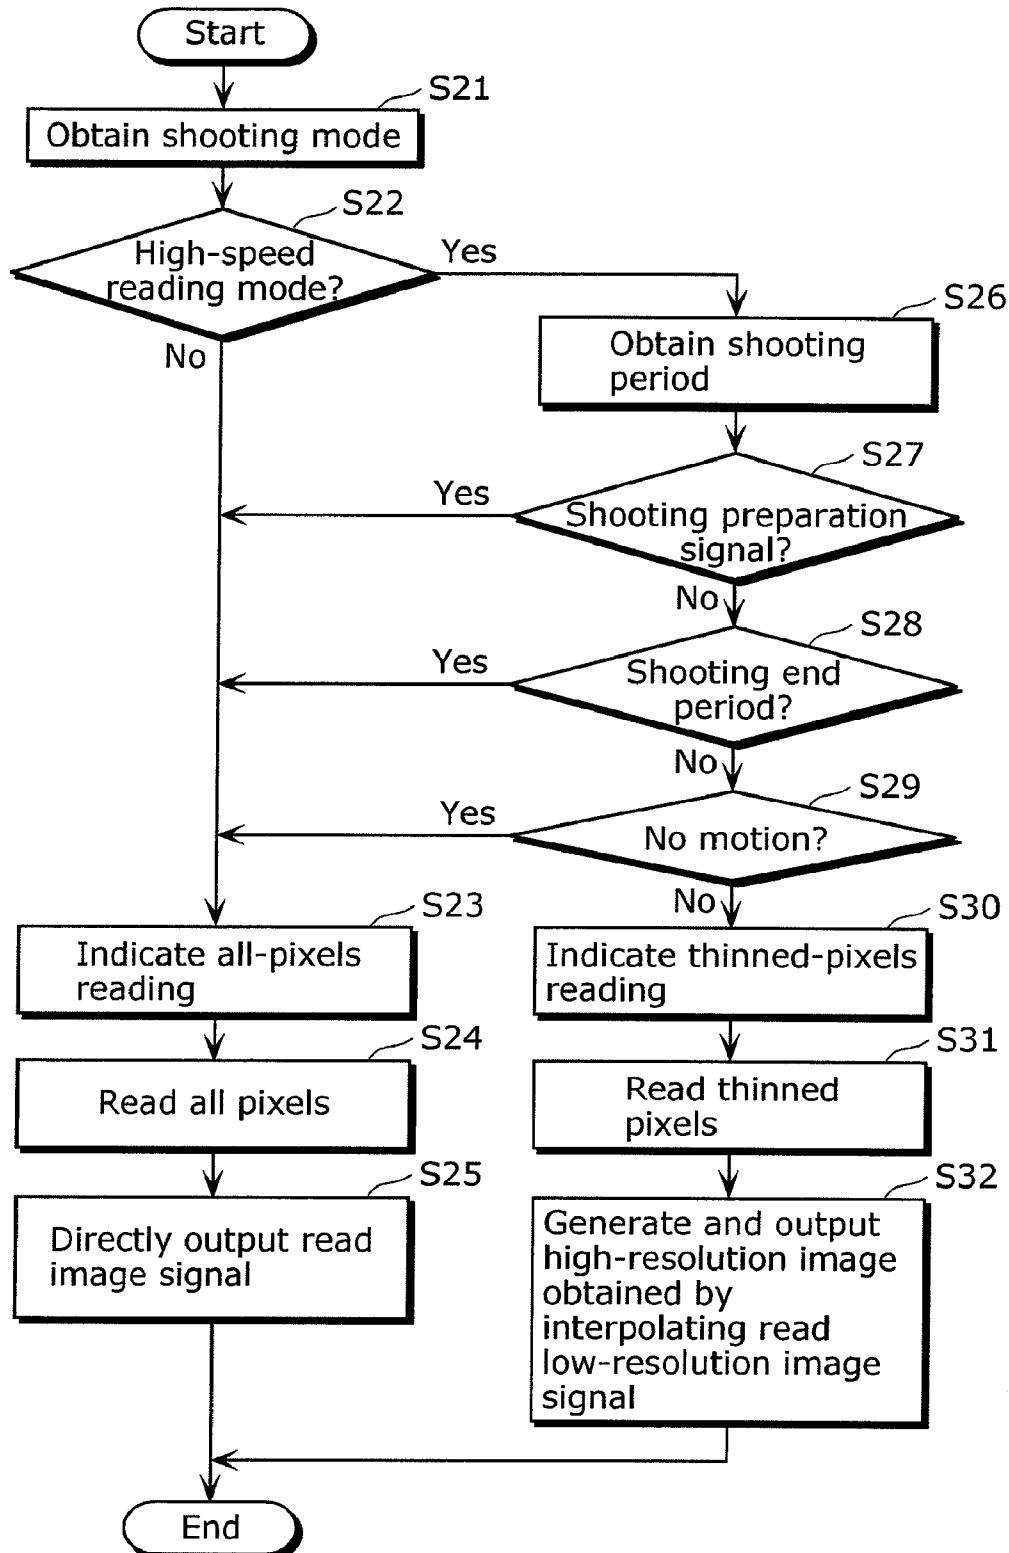 Start
S21
Obtain shooting mode
S22
High-speed
reading mode?
Yes
No
S26
Obtain shooting
period
S27
Yes
Shooting preparation
signal?
No
S28
Yes
Shooting end
period?
No
S29
Yes
No motion?
No
S23
Indicate all-pixels
reading
S30
Indicate thinned-pixels
reading
S24
Read all pixels
S31
Read thinned
pixels
S25
Directly output read
image signal
S32
Generate and output
high-resolution image
obtained by
interpolating read
low-resolution image
signal
End